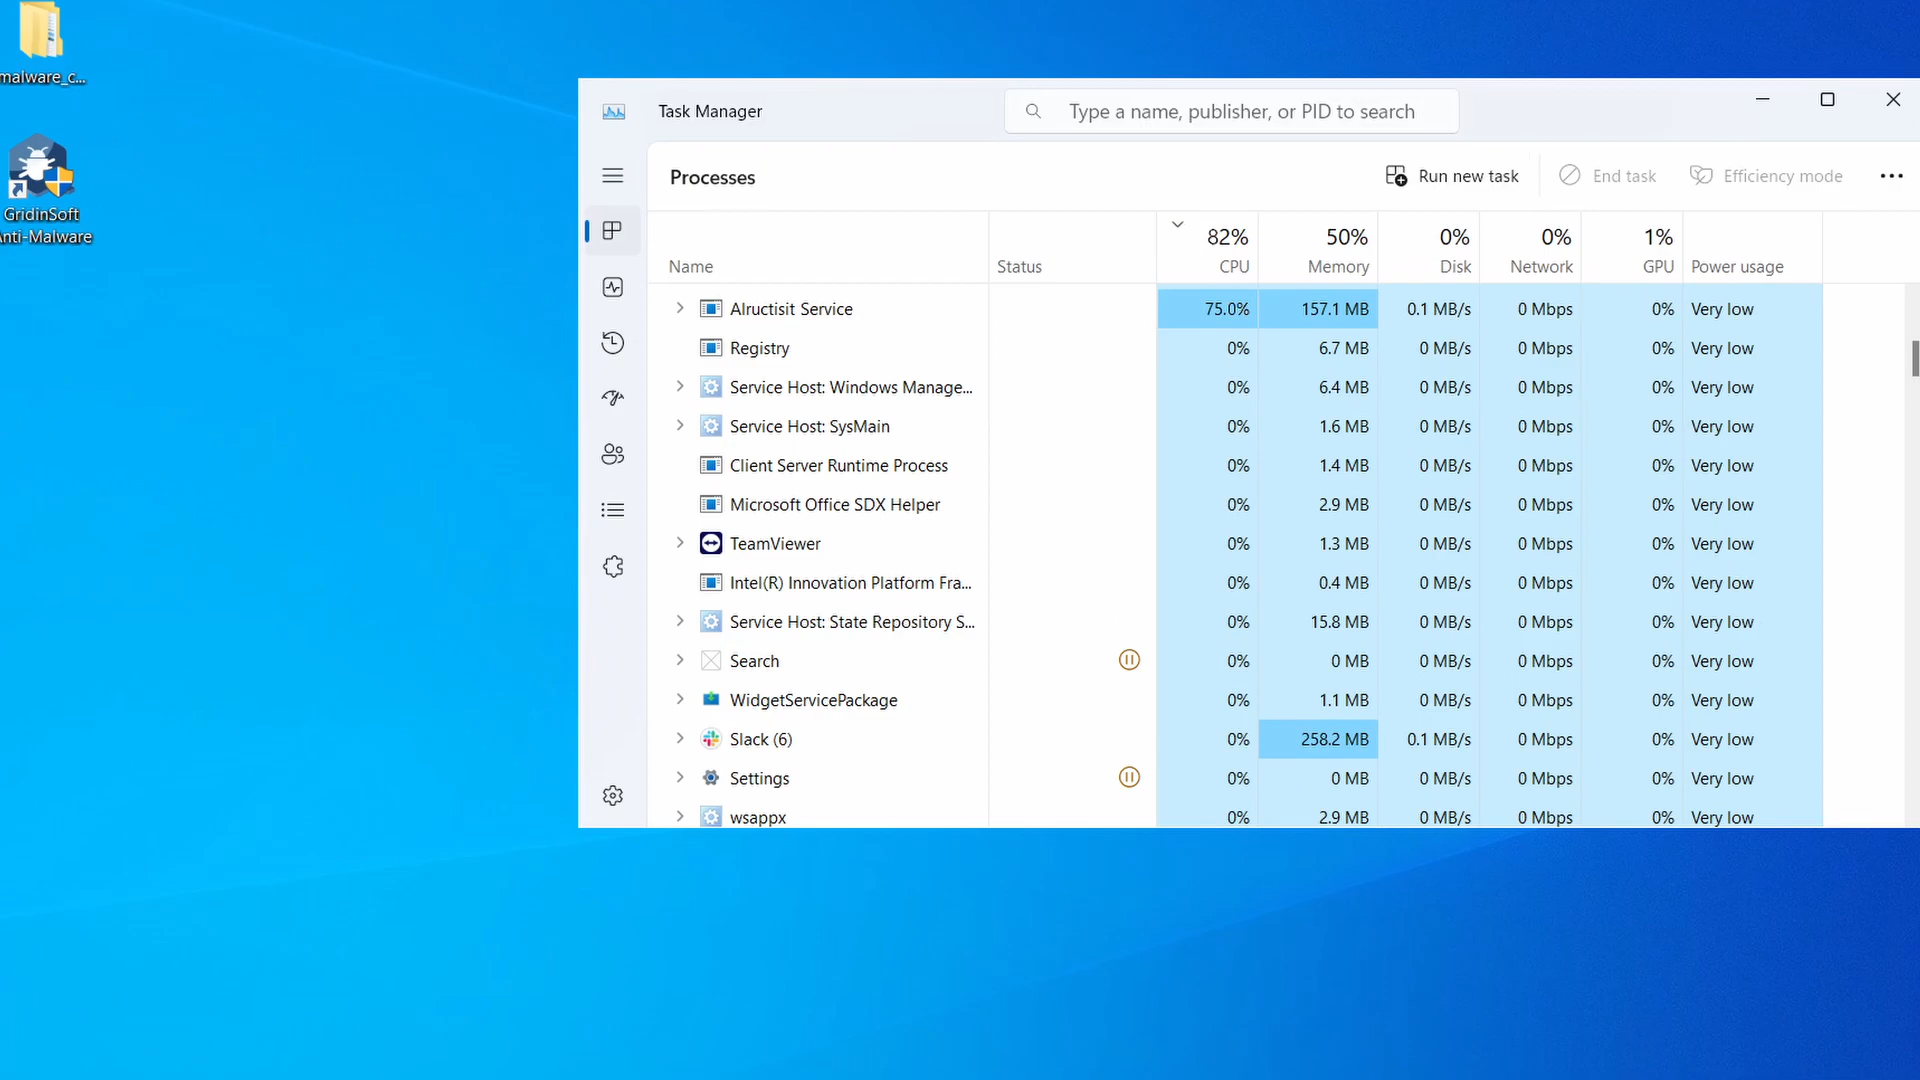 malware_c...
GridinSoft
Anti-Malware
Task Manager
Type a name, publisher, or PID to search
Processes
Run new task
End task
Efficiency mode
82% 50% 0% 0% 1%
Name Status CPU Memory Disk Network GPU Power usage
Alructisit Service 75.0% 157.1 MB 0.1 MB/s 0 Mbps 0% Very low
Registry 0% 6.7 MB 0 MB/s 0 Mbps 0% Very low
Service Host: Windows Manage... 0% 6.4 MB 0 MB/s 0 Mbps 0% Very low
Service Host: SysMain 0% 1.6 MB 0 MB/s 0 Mbps 0% Very low
Client Server Runtime Process 0% 1.4 MB 0 MB/s 0 Mbps 0% Very low
Microsoft Office SDX Helper 0% 2.9 MB 0 MB/s 0 Mbps 0% Very low
TeamViewer 0% 1.3 MB 0 MB/s 0 Mbps 0% Very low
Intel(R) Innovation Platform Fra... 0% 0.4 MB 0 MB/s 0 Mbps 0% Very low
Service Host: State Repository S... 0% 15.8 MB 0 MB/s 0 Mbps 0% Very low
Search 0% 0 MB 0 MB/s 0 Mbps 0% Very low
WidgetServicePackage 0% 1.1 MB 0 MB/s 0 Mbps 0% Very low
Slack (6) 0% 258.2 MB 0.1 MB/s 0 Mbps 0% Very low
Settings 0% 0 MB 0 MB/s 0 Mbps 0% Very low
wsappx 0% 2.9 MB 0 MB/s 0 Mbps 0% Very low